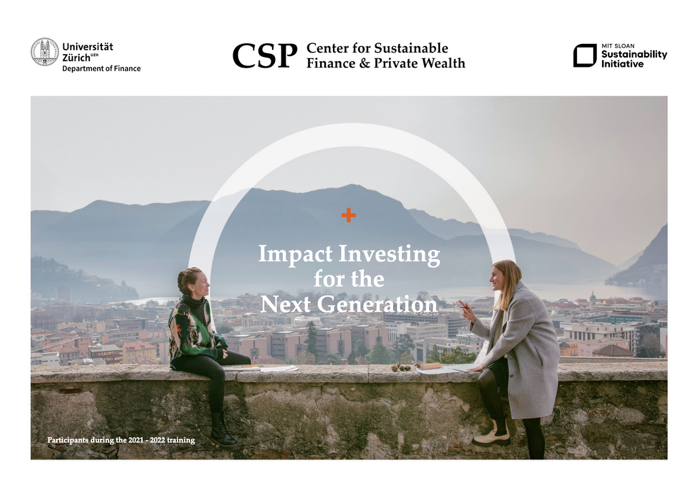 Universität
Zürich UZH
Department of Finance
CSP Center for Sustainable
Finance & Private Wealth
MIT SLOAN
Sustainability
Initiative
Impact Investing
for the
Next Generation
Participants during the 2021 - 2022 training